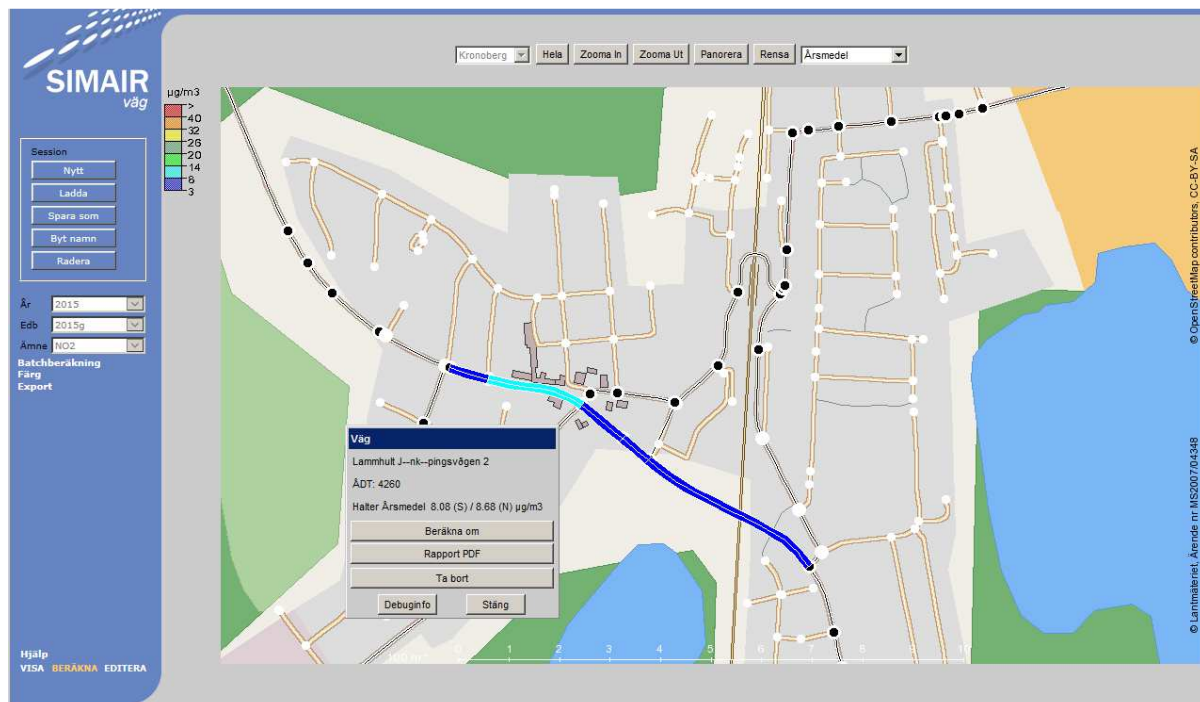 SIMAIR
väg
Kronoberg
Hela
Zooma In
Zooma Ut
Panorera
Rensa
Årsmedel
µg/m3
>
40
32
26
20
14
8
3
Session
Nytt
Ladda
Spara som
Byt namn
Radera
År 2015
Edb 2015g
Ämne NO2
Batchberäkning
Färg
Export
Väg
Lammhult J--nk--pingsvðgen 2
ÅDT: 4260
Halter Årsmedel 8.08 (S) / 8.68 (N) µg/m3
Beräkna om
Rapport PDF
Ta bort
Debuginfo
Stäng
0 1 2 3 4 5 6 7 8 9 10
© OpenStreetMap contributors, CC-BY-SA
© Lantmäteriet, Ärende nr MS2007/04348
Hjälp
VISA BERÄKNA EDITERA